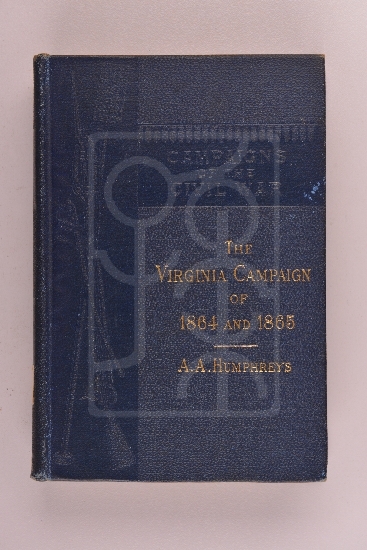 CAMPAIGNS
OF THE
CIVIL WAR
THE
VIRGINIA CAMPAIGN
OF
1864 AND 1865
A. A. HUMPHREYS